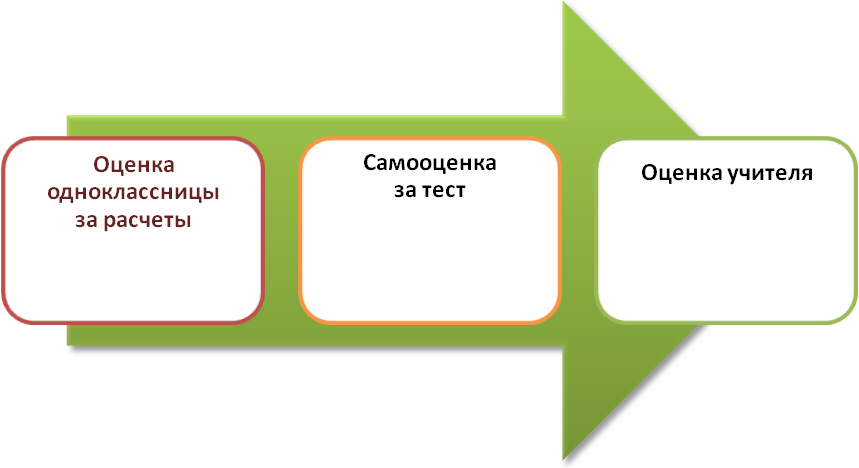 Оценка
одноклассницы
за расчеты
Самооценка
за тест
Оценка учителя